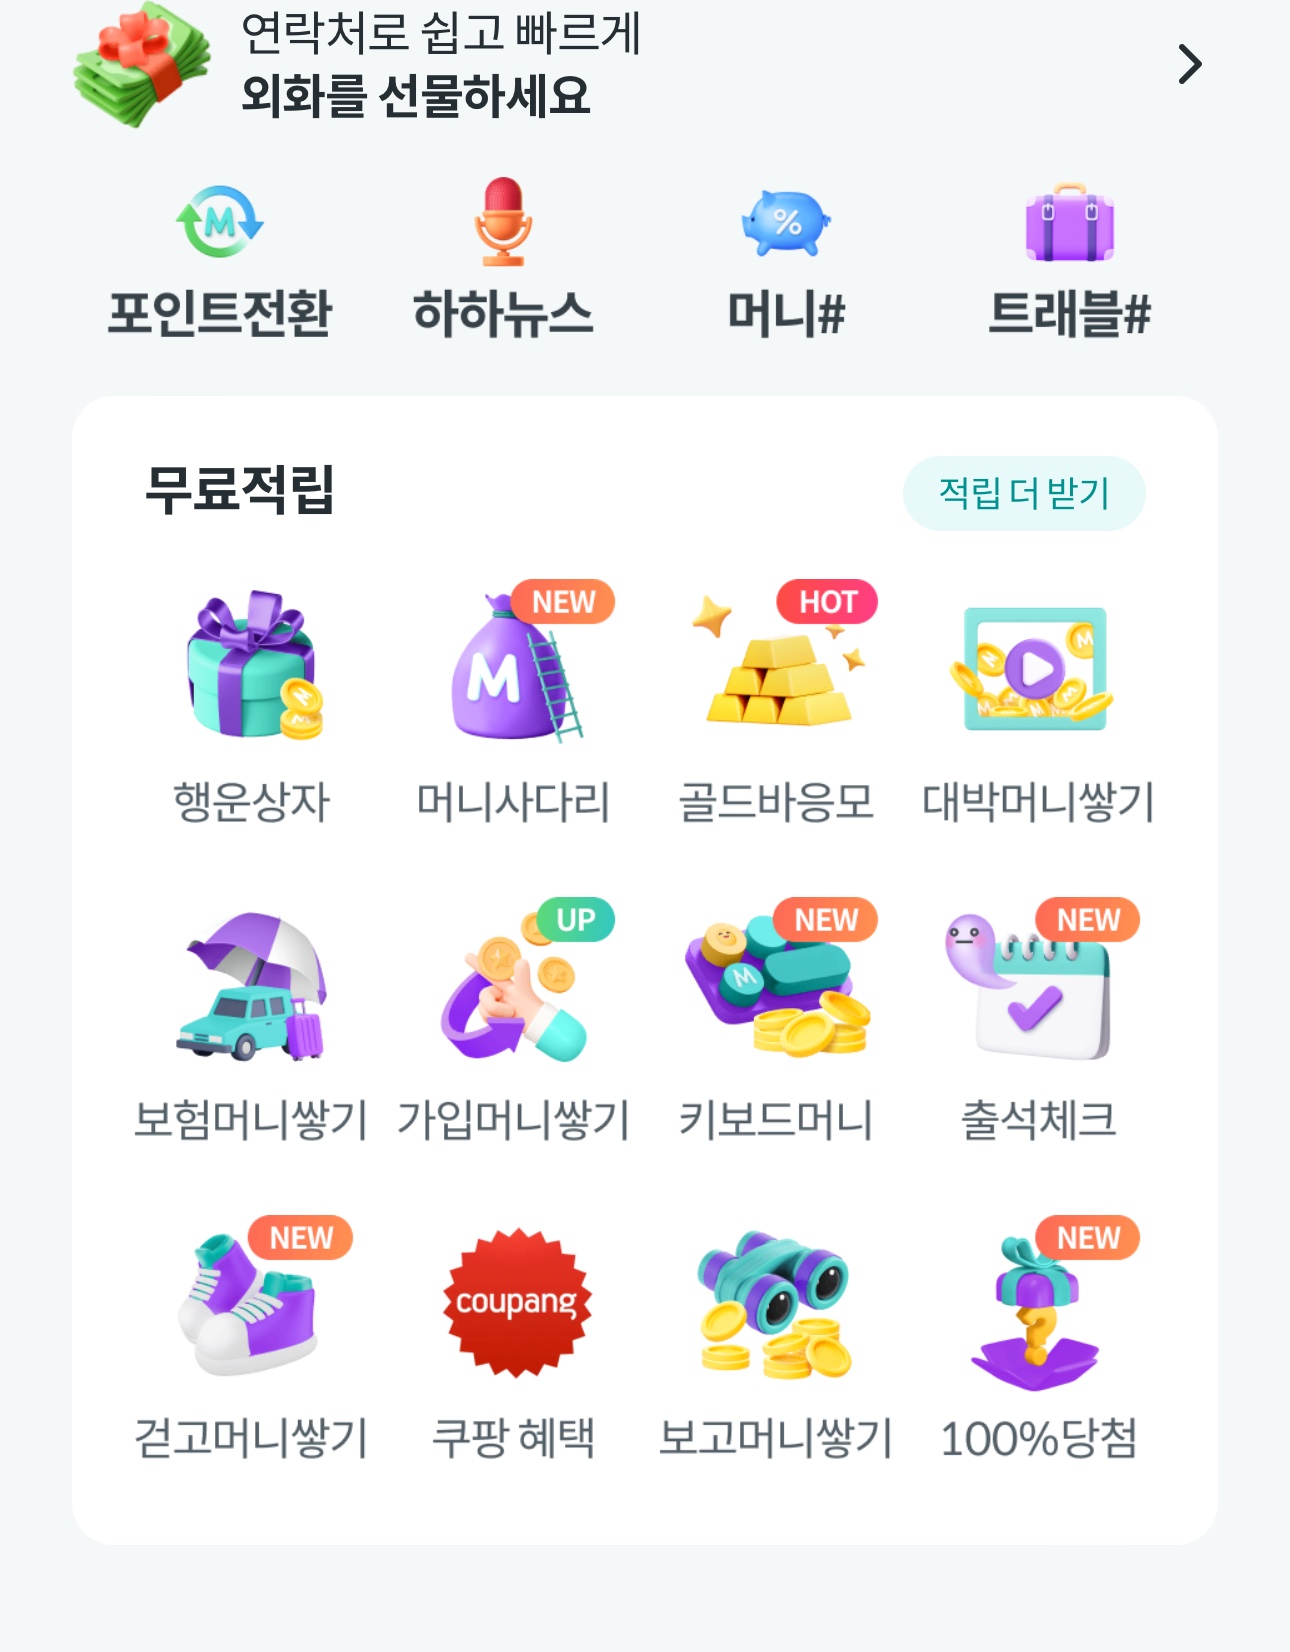 연락처로 쉽고 빠르게
외화를 선물하세요
M
%
포인트전환 하하뉴스 머니# 트래블#
무료적립 적립 더 받기
NEW HOT
M
행운상자 머니사다리 골드바응모 대박머니쌓기
UP NEW NEW
M
보험머니쌓기 가입머니쌓기 키보드머니 출석체크
NEW NEW
coupang
?
걷고머니쌓기 쿠팡 혜택 보고머니쌓기 100%당첨